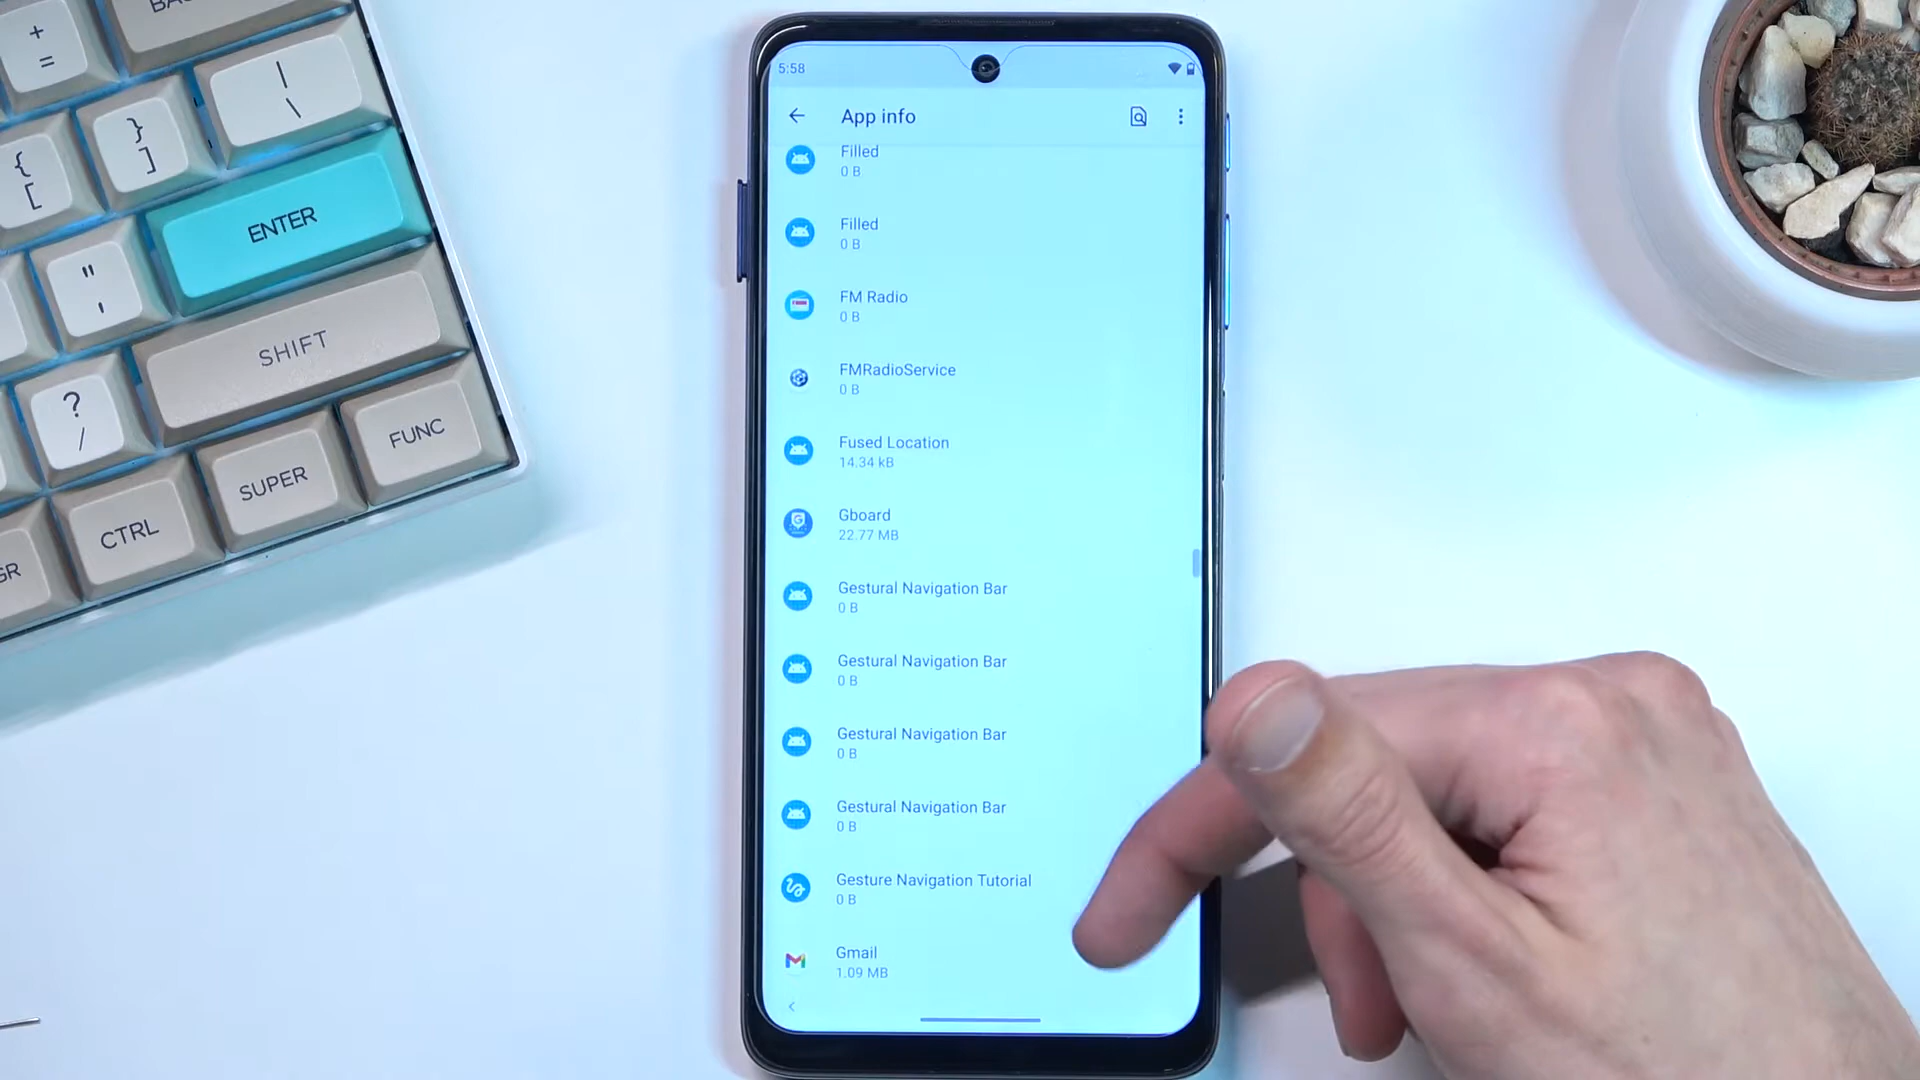 BA
+
=
|
\
}
]
{
[
ENTER
"
'
SHIFT
?
/
FUNC
SUPER
CTRL
GR
5:58
App info
Filled
0 B
Filled
0 B
FM Radio
0 B
FMRadioService
0 B
Fused Location
14.34 kB
Gboard
22.77 MB
Gestural Navigation Bar
0 B
Gestural Navigation Bar
0 B
Gestural Navigation Bar
0 B
Gestural Navigation Bar
0 B
Gesture Navigation Tutorial
0 B
Gmail
1.09 MB